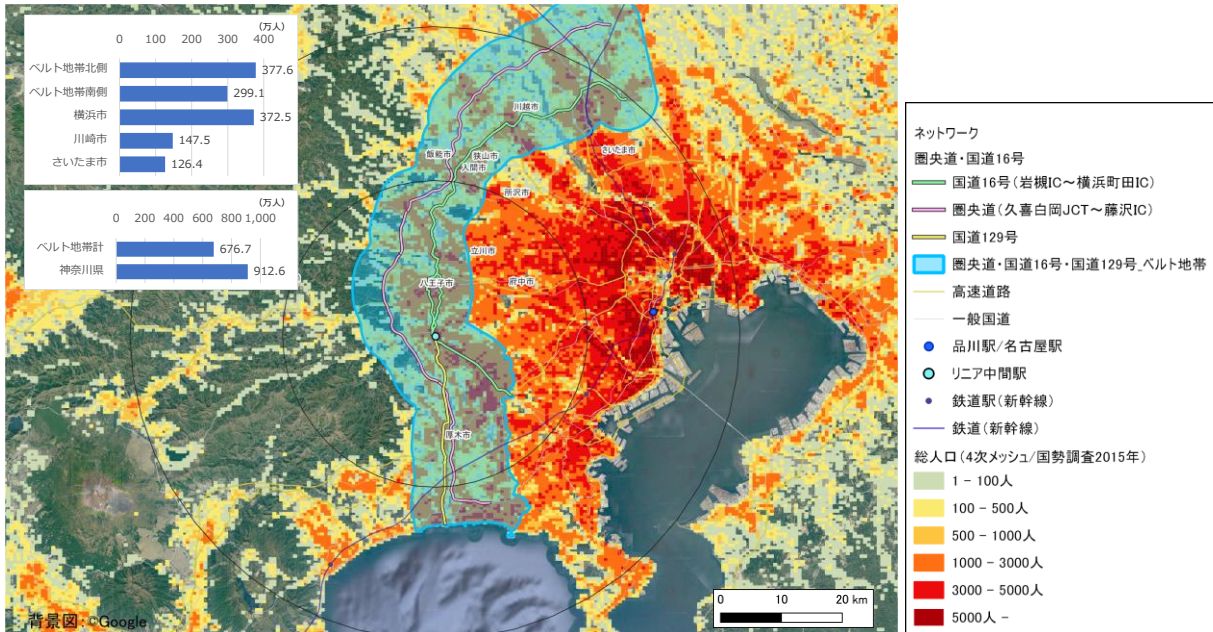 (万人)
0 100 200 300 400
ベルト地帯北側 377.6
ベルト地帯南側 299.1
横浜市 372.5
川崎市 147.5
さいたま市 126.4
(万人)
0 200 400 600 800 1,000
ベルト地帯計 676.7
神奈川県 912.6
川越市
さいたま市
飯能市
狭山市
入間市
所沢市
立川市
府中市
八王子市
厚木市
0 10 20 km
背景図:©Google
ネットワーク
圏央道・国道16号
国道16号(岩槻IC～横浜町田IC)
圏央道(久喜白岡JCT～藤沢IC)
国道129号
圏央道・国道16号・国道129号_ベルト地帯
高速道路
一般国道
品川駅/名古屋駅
リニア中間駅
鉄道駅(新幹線)
鉄道(新幹線)
総人口(4次メッシュ/国勢調査2015年)
1 - 100人
100 - 500人
500 - 1000人
1000 - 3000人
3000 - 5000人
5000人 -